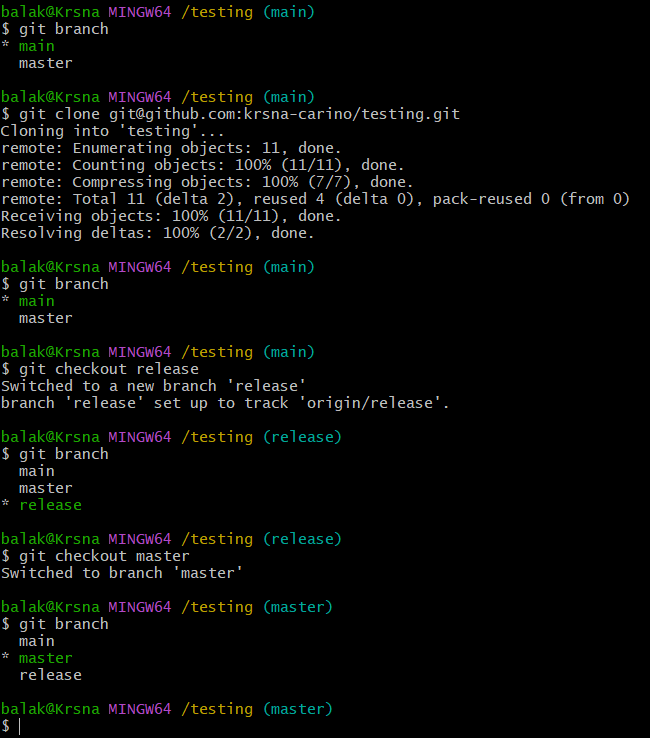 balak@Krsna MINGW64 /testing (main)
$ git branch
* main
  master

balak@Krsna MINGW64 /testing (main)
$ git clone git@github.com:krsna-carino/testing.git
Cloning into 'testing'...
remote: Enumerating objects: 11, done.
remote: Counting objects: 100% (11/11), done.
remote: Compressing objects: 100% (7/7), done.
remote: Total 11 (delta 2), reused 4 (delta 0), pack-reused 0 (from 0)
Receiving objects: 100% (11/11), done.
Resolving deltas: 100% (2/2), done.

balak@Krsna MINGW64 /testing (main)
$ git branch
* main
  master

balak@Krsna MINGW64 /testing (main)
$ git checkout release
Switched to a new branch 'release'
branch 'release' set up to track 'origin/release'.

balak@Krsna MINGW64 /testing (release)
$ git branch
  main
  master
* release

balak@Krsna MINGW64 /testing (release)
$ git checkout master
Switched to branch 'master'

balak@Krsna MINGW64 /testing (master)
$ git branch
  main
* master
  release

balak@Krsna MINGW64 /testing (master)
$